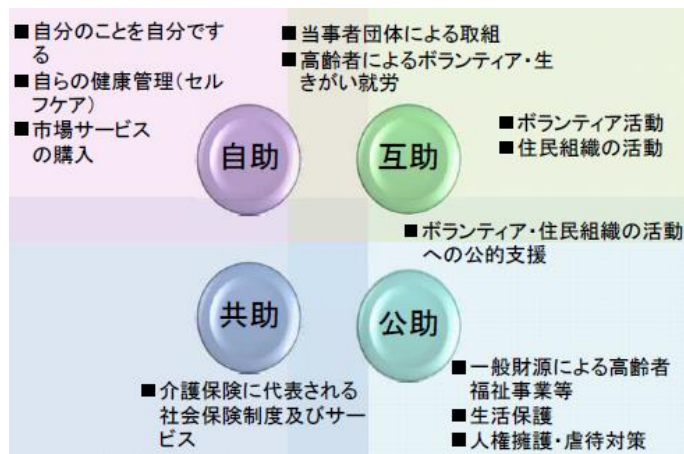 ■自分のことを自分です
る
■自らの健康管理(セル
フケア)
■市場サービス
の購入
■当事者団体による取組
■高齢者によるボランティア・生
きがい就労
自助
互助
■ボランティア活動
■住民組織の活動
■ボランティア・住民組織の活動
への公的支援
共助
公助
■介護保険に代表される
社会保険制度及びサー
ビス
■一般財源による高齢者
福祉事業等
■生活保護
■人権擁護・虐待対策